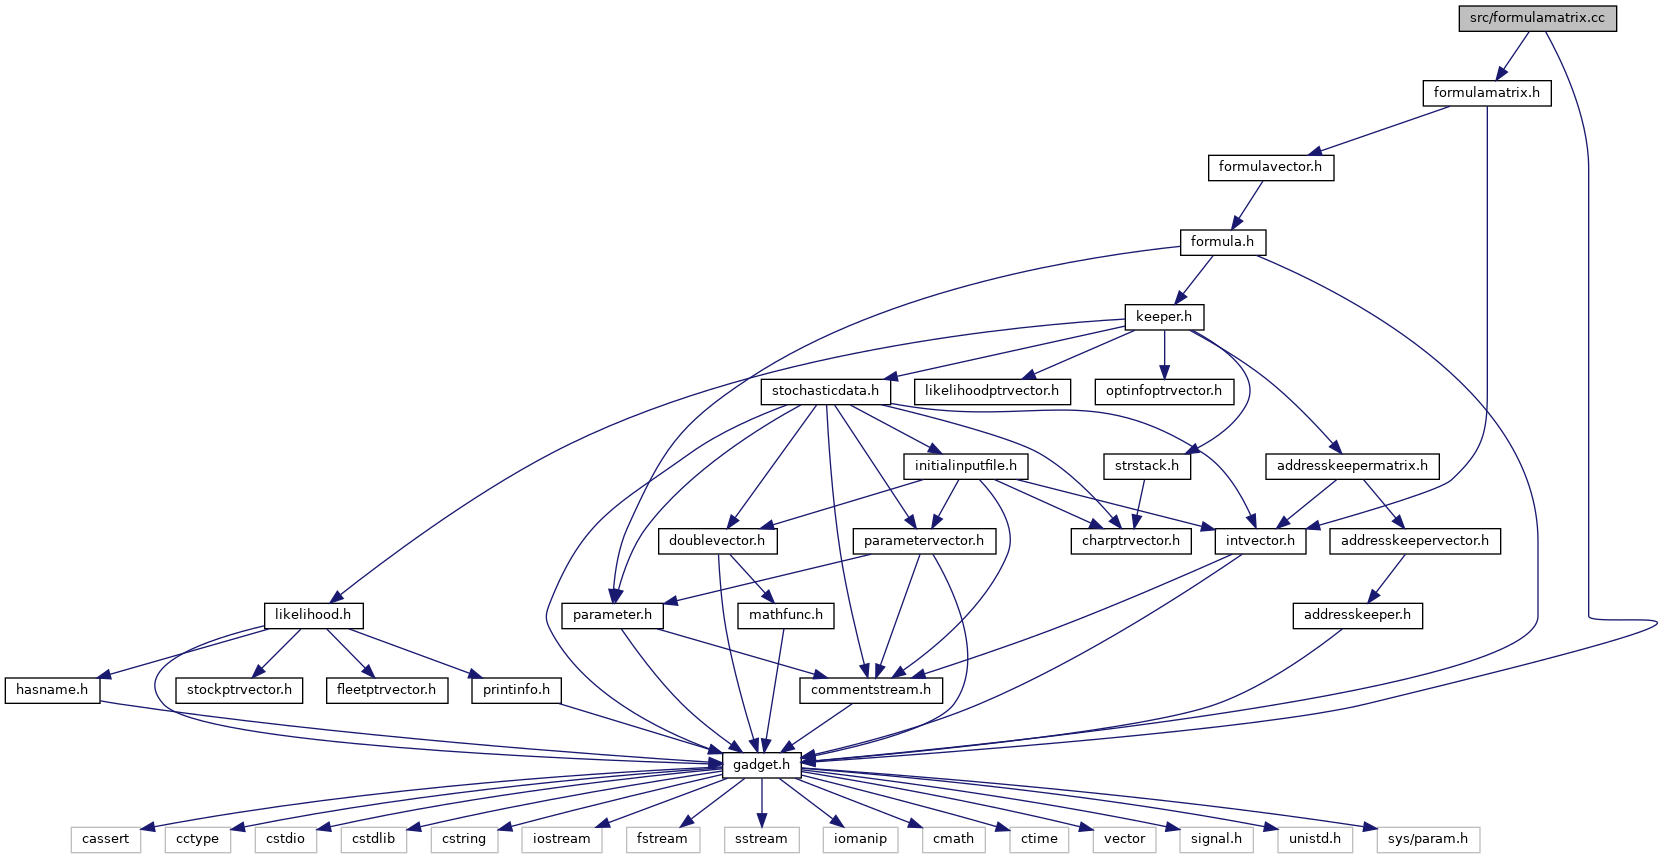 src/formulamatrix.cc
formulamatrix.h
formulavector.h
formula.h
keeper.h
stochasticdata.h
likelihoodptrvector.h
optinfoptrvector.h
initialinputfile.h
strstack.h
addresskeepermatrix.h
doublevector.h
parametervector.h
charptrvector.h
intvector.h
addresskeepervector.h
likelihood.h
parameter.h
mathfunc.h
addresskeeper.h
hasname.h
stockptrvector.h
fleetptrvector.h
printinfo.h
commentstream.h
gadget.h
cassert
cctype
cstdio
cstdlib
cstring
iostream
fstream
sstream
iomanip
cmath
ctime
vector
signal.h
unistd.h
sys/param.h